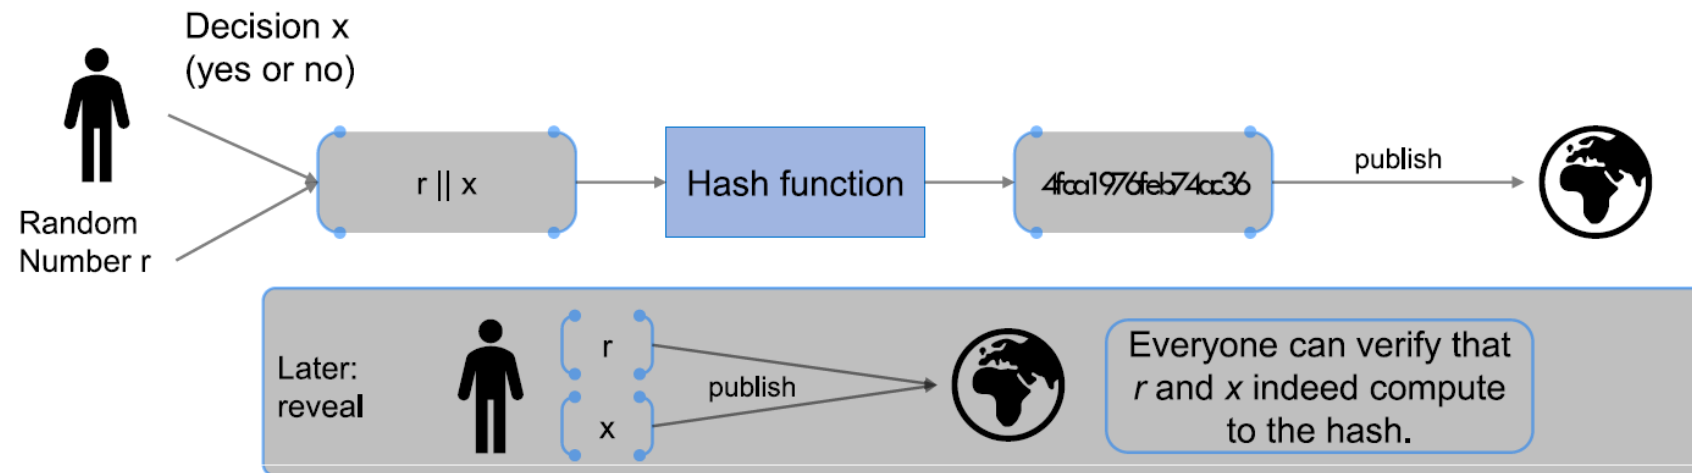 Decision x
(yes or no)
Random
Number r
r || x
Hash function
4fca1976feb74ac36
publish
Later:
reveal
r
x
publish
Everyone can verify that
r and x indeed compute
to the hash.